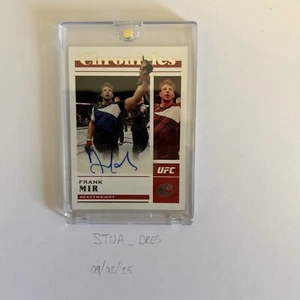 Chronicles
UFC
FRANK
MIR
HEAVYWEIGHT
STUA_DRES
09/02/25